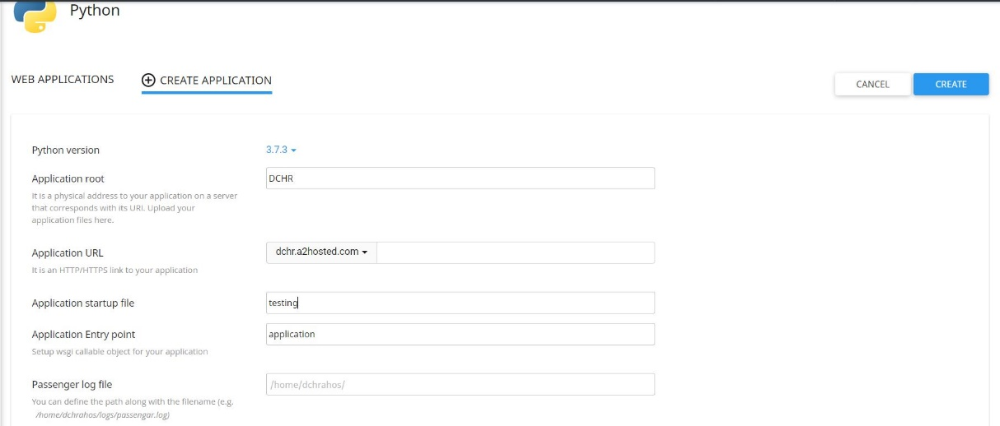 Python
WEB APPLICATIONS
CREATE APPLICATION
CANCEL
CREATE
Python version
3.7.3
Application root
DCHR
It is a physical address to your application on a server
that corresponds with its URI. Upload your
application files here.
Application URL
dchr.a2hosted.com
It is an HTTP/HTTPS link to your application
Application startup file
testing
Application Entry point
application
Setup wsgi callable object for your application
Passenger log file
/home/dchrahos/
You can define the path along with the filename (e.g.
/home/dchrahos/logs/passengar.log)